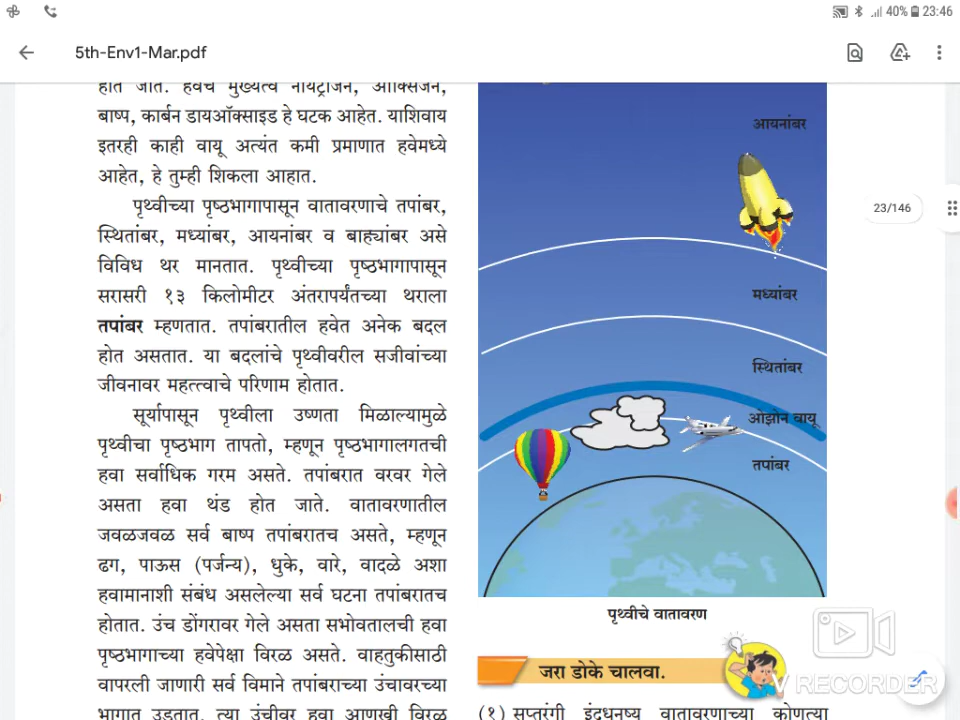 40% 23:46
5th-Env1-Mar.pdf
होत जाते. हवेचे मुख्यत्वे नायट्रोजन, ऑक्सिजन,
बाष्प, कार्बन डायऑक्साइड हे घटक आहेत. याशिवाय
इतरही काही वायू अत्यंत कमी प्रमाणात हवेमध्ये
आहेत, हे तुम्ही शिकला आहात.
पृथ्वीच्या पृष्ठभागापासून वातावरणाचे तपांबर,
स्थितांबर, मध्यांबर, आयनांबर व बाह्यांबर असे
विविध थर मानतात. पृथ्वीच्या पृष्ठभागापासून
सरासरी १३ किलोमीटर अंतरापर्यंतच्या थराला
तपांबर म्हणतात. तपांबरातील हवेत अनेक बदल
होत असतात. या बदलांचे पृथ्वीवरील सजीवांच्या
जीवनावर महत्त्वाचे परिणाम होतात.
सूर्यापासून पृथ्वीला उष्णता मिळाल्यामुळे
पृथ्वीचा पृष्ठभाग तापतो, म्हणून पृष्ठभागालगतची
हवा सर्वाधिक गरम असते. तपांबरात वरवर गेले
असता हवा थंड होत जाते. वातावरणातील
जवळजवळ सर्व बाष्प तपांबरातच असते, म्हणून
ढग, पाऊस (पर्जन्य), धुके, वारे, वादळे अशा
हवामानाशी संबंध असलेल्या सर्व घटना तपांबरातच
होतात. उंच डोंगरावर गेले असता सभोवतालची हवा
पृष्ठभागाच्या हवेपेक्षा विरळ असते. वाहतुकीसाठी
वापरली जाणारी सर्व विमाने तपांबराच्या उंचावरच्या
भागात उडतात. त्या उंचीवर हवा आणखी विरळ
आयनांबर
मध्यांबर
स्थितांबर
ओझोन वायू
तपांबर
पृथ्वीचे वातावरण
जरा डोके चालवा.
(१) सप्तरंगी इंद्रधनुष्य वातावरणाच्या कोणत्या
23/146
V RECORDER